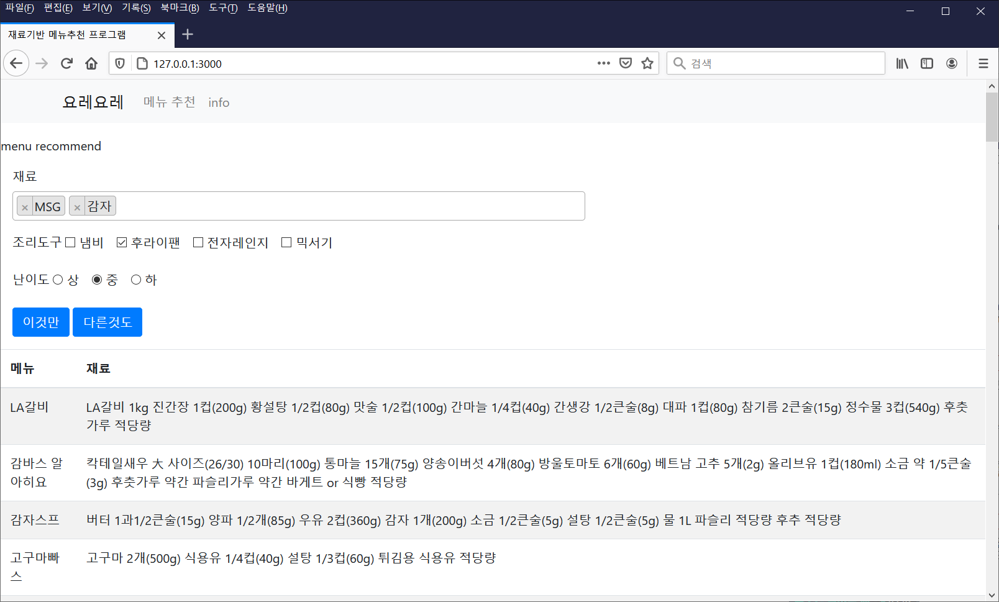 파일(F) 편집(E) 보기(V) 기록(S) 북마크(B) 도구(T) 도움말(H)
재료기반 메뉴추천 프로그램
127.0.0.1:3000
검색
요레요레 메뉴 추천 info
menu recommend
재료
× MSG × 감자
조리도구 냄비 후라이팬 전자레인지 믹서기
난이도 상 중 하
이것만 다른것도
메뉴 재료
LA갈비 LA갈비 1kg 진간장 1컵(200g) 황설탕 1/2컵(80g) 맛술 1/2컵(100g) 간마늘 1/4컵(40g) 간생강 1/2큰술(8g) 대파 1컵(80g) 참기름 2큰술(15g) 정수물 3컵(540g) 후춧
가루 적당량
감바스 알 칵테일새우 大 사이즈(26/30) 10마리(100g) 통마늘 15개(75g) 양송이버섯 4개(80g) 방울토마토 6개(60g) 베트남 고추 5개(2g) 올리브유 1컵(180ml) 소금 약 1/5큰술
아히요 (3g) 후춧가루 약간 파슬리가루 약간 바게트 or 식빵 적당량
감자스프 버터 1과1/2큰술(15g) 양파 1/2개(85g) 우유 2컵(360g) 감자 1개(200g) 소금 1/2큰술(5g) 설탕 1/2큰술(5g) 물 1L 파슬리 적당량 후추 적당량
고구마빠 고구마 2개(500g) 식용유 1/4컵(40g) 설탕 1/3컵(60g) 튀김용 식용유 적당량
스